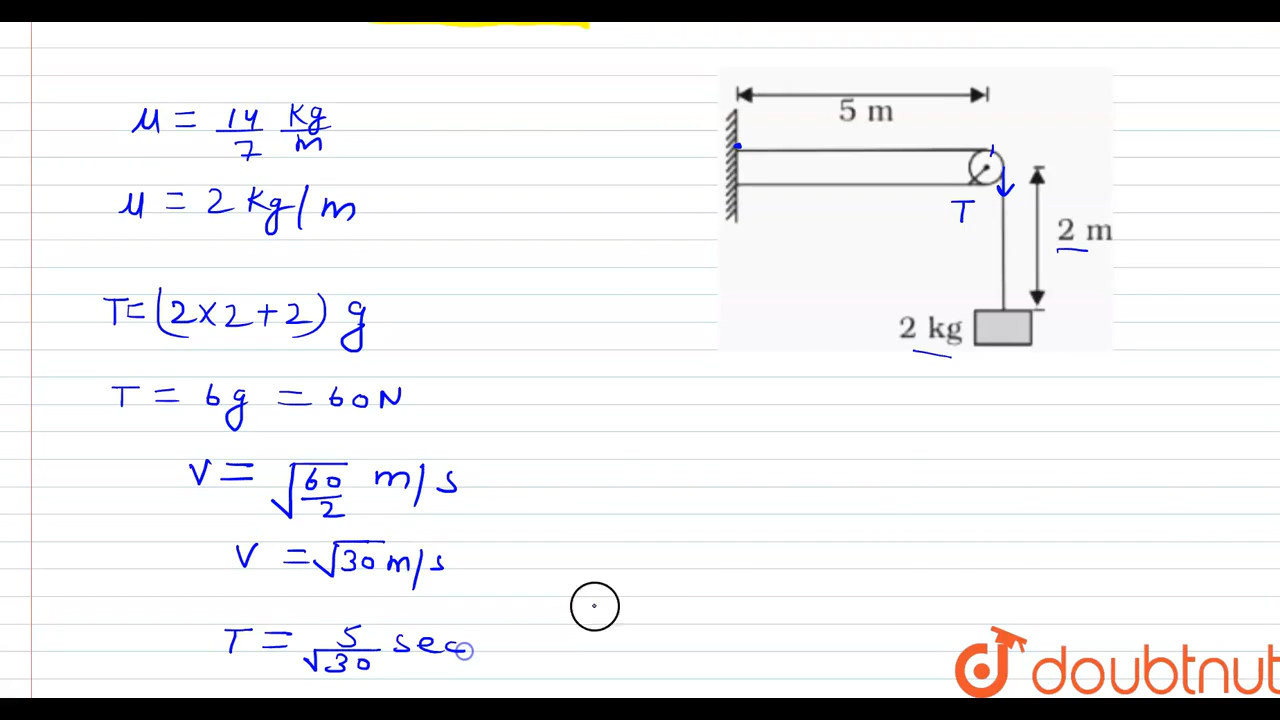 μ = 14/7 kg/m
μ = 2 kg/m
T= (2×2+2) g
T = 6g = 60N
V = √60/2 m/s
V = √30 m/s
T = 5/√30 sec
5 m
T
2 m
2 kg
doubtnut